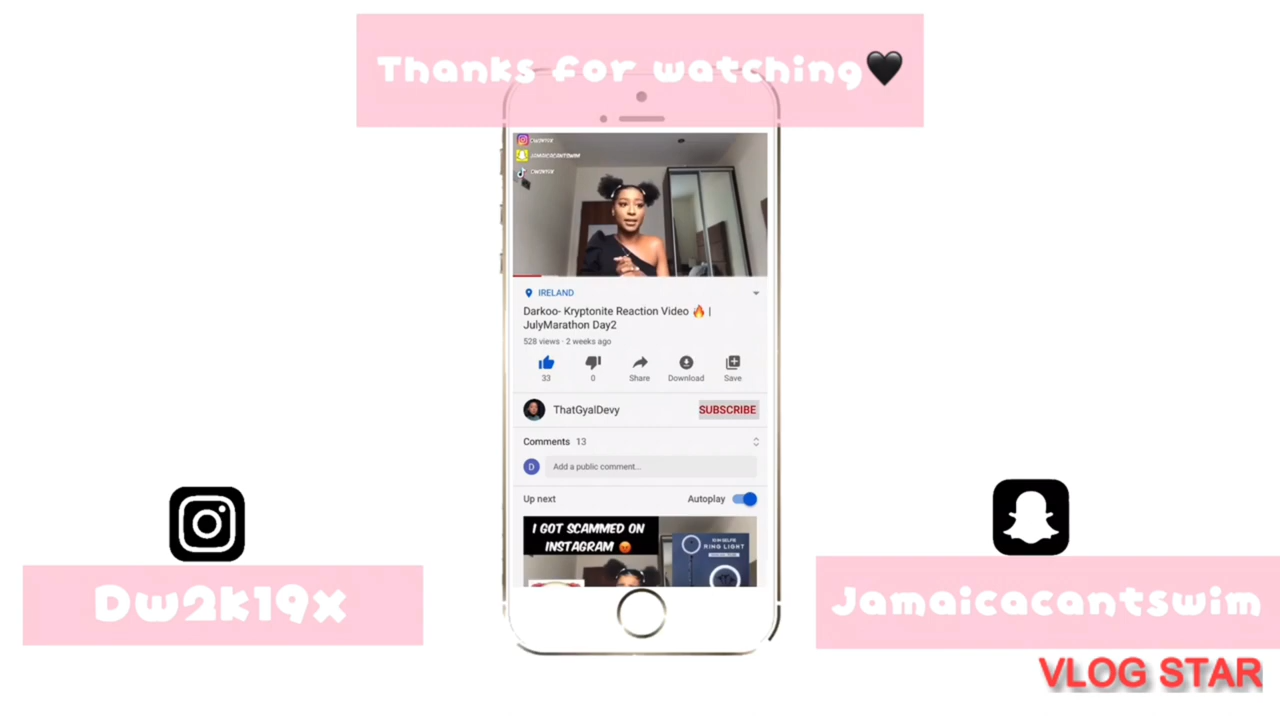 Thanks for watching🖤
JAMAICACANTSWIM
IRELAND
Darkoo- Kryptonite Reaction Video 🔥 |
JulyMarathon Day2
528 views · 2 weeks ago
33
0
Share
Download
Save
ThatGyalDevy
SUBSCRIBE
Comments 13
D
Add a public comment...
Up next
Autoplay
I GOT SCAMMED ON
INSTAGRAM 😡
RING LIGHT
Dw2k19x
Jamaicacantswim
VLOG STAR